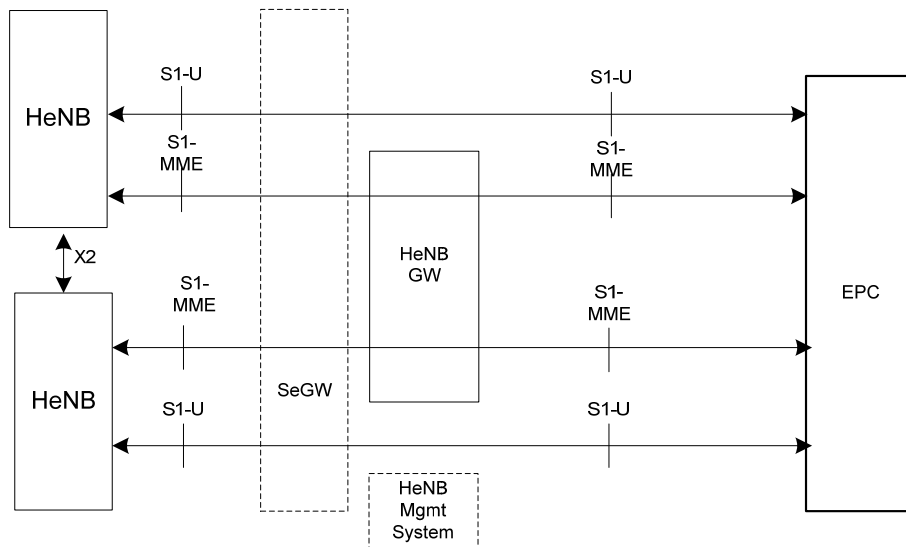 S1-U
S1-U
HeNB
S1-
MME
S1-
MME
HeNB
GW
X2
S1-
MME
S1-
MME
EPC
HeNB
SeGW
S1-U
S1-U
HeNB
Mgmt
System